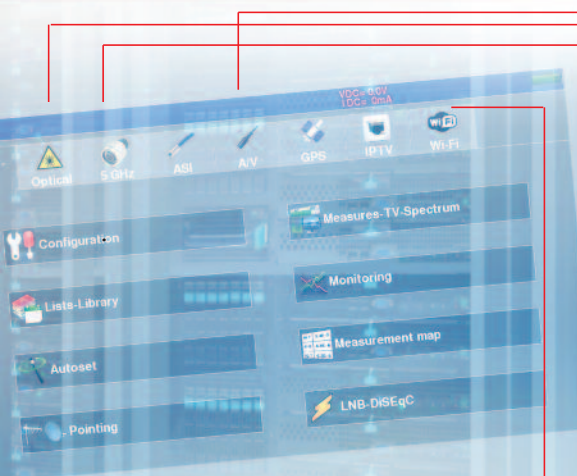 VDC= 0.0V
IDC= 0mA
Optical
5 GHz
ASI
A/V
GPS
IPTV
WiFi
Wi-Fi
Configuration
Measures-TV-Spectrum
Lists-Library
Monitoring
Autoset
Measurement map
Pointing
LNB-DiSEqC